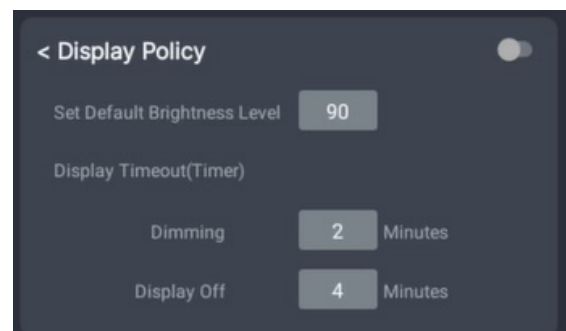 < Display Policy
Set Default Brightness Level 90
Display Timeout(Timer)
Dimming 2 Minutes
Display Off 4 Minutes